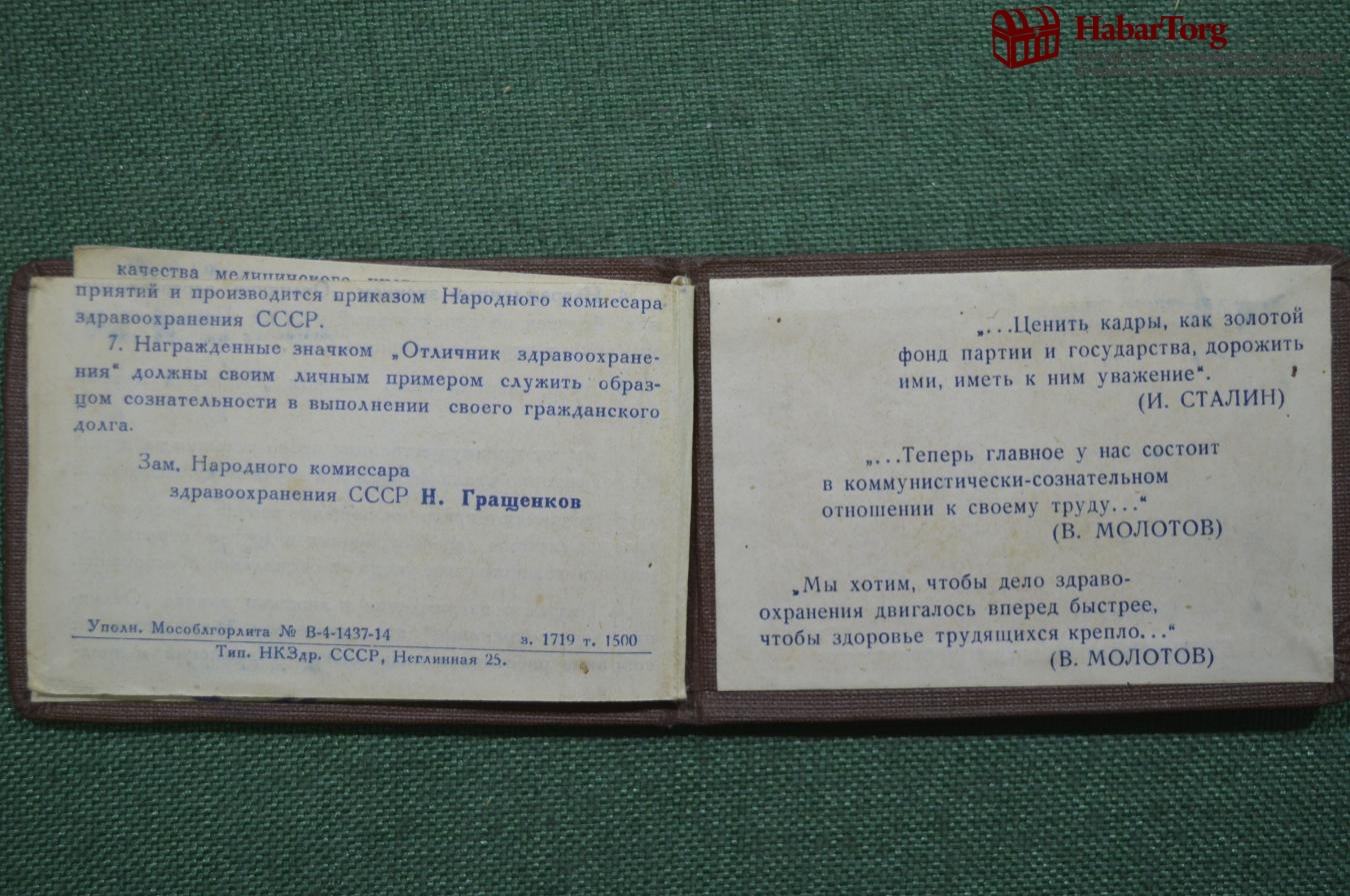 HabarTorg
качества медицинского
приятий и производится приказом Народного комиссара
здравоохранения СССР.
7. Награжденные значком „Отличник здравоохране-
ния“ должны своим личным примером служить образ-
цом сознательности в выполнении своего гражданского
долга.
Зам. Народного комиссара
здравоохранения СССР Н. Гращенков
Уполн. Мособлгорлита № В-4-1437-14 з. 1719 т. 1500
Тип. НКЗдр. СССР, Неглинная 25.
„...Ценить кадры, как золотой
фонд партии и государства, дорожить
ими, иметь к ним уважение“.
(И. СТАЛИН)
„...Теперь главное у нас состоит
в коммунистически-сознательном
отношении к своему труду...“
(В. МОЛОТОВ)
„Мы хотим, чтобы дело здраво-
охранения двигалось вперед быстрее,
чтобы здоровье трудящихся крепло...“
(В. МОЛОТОВ)